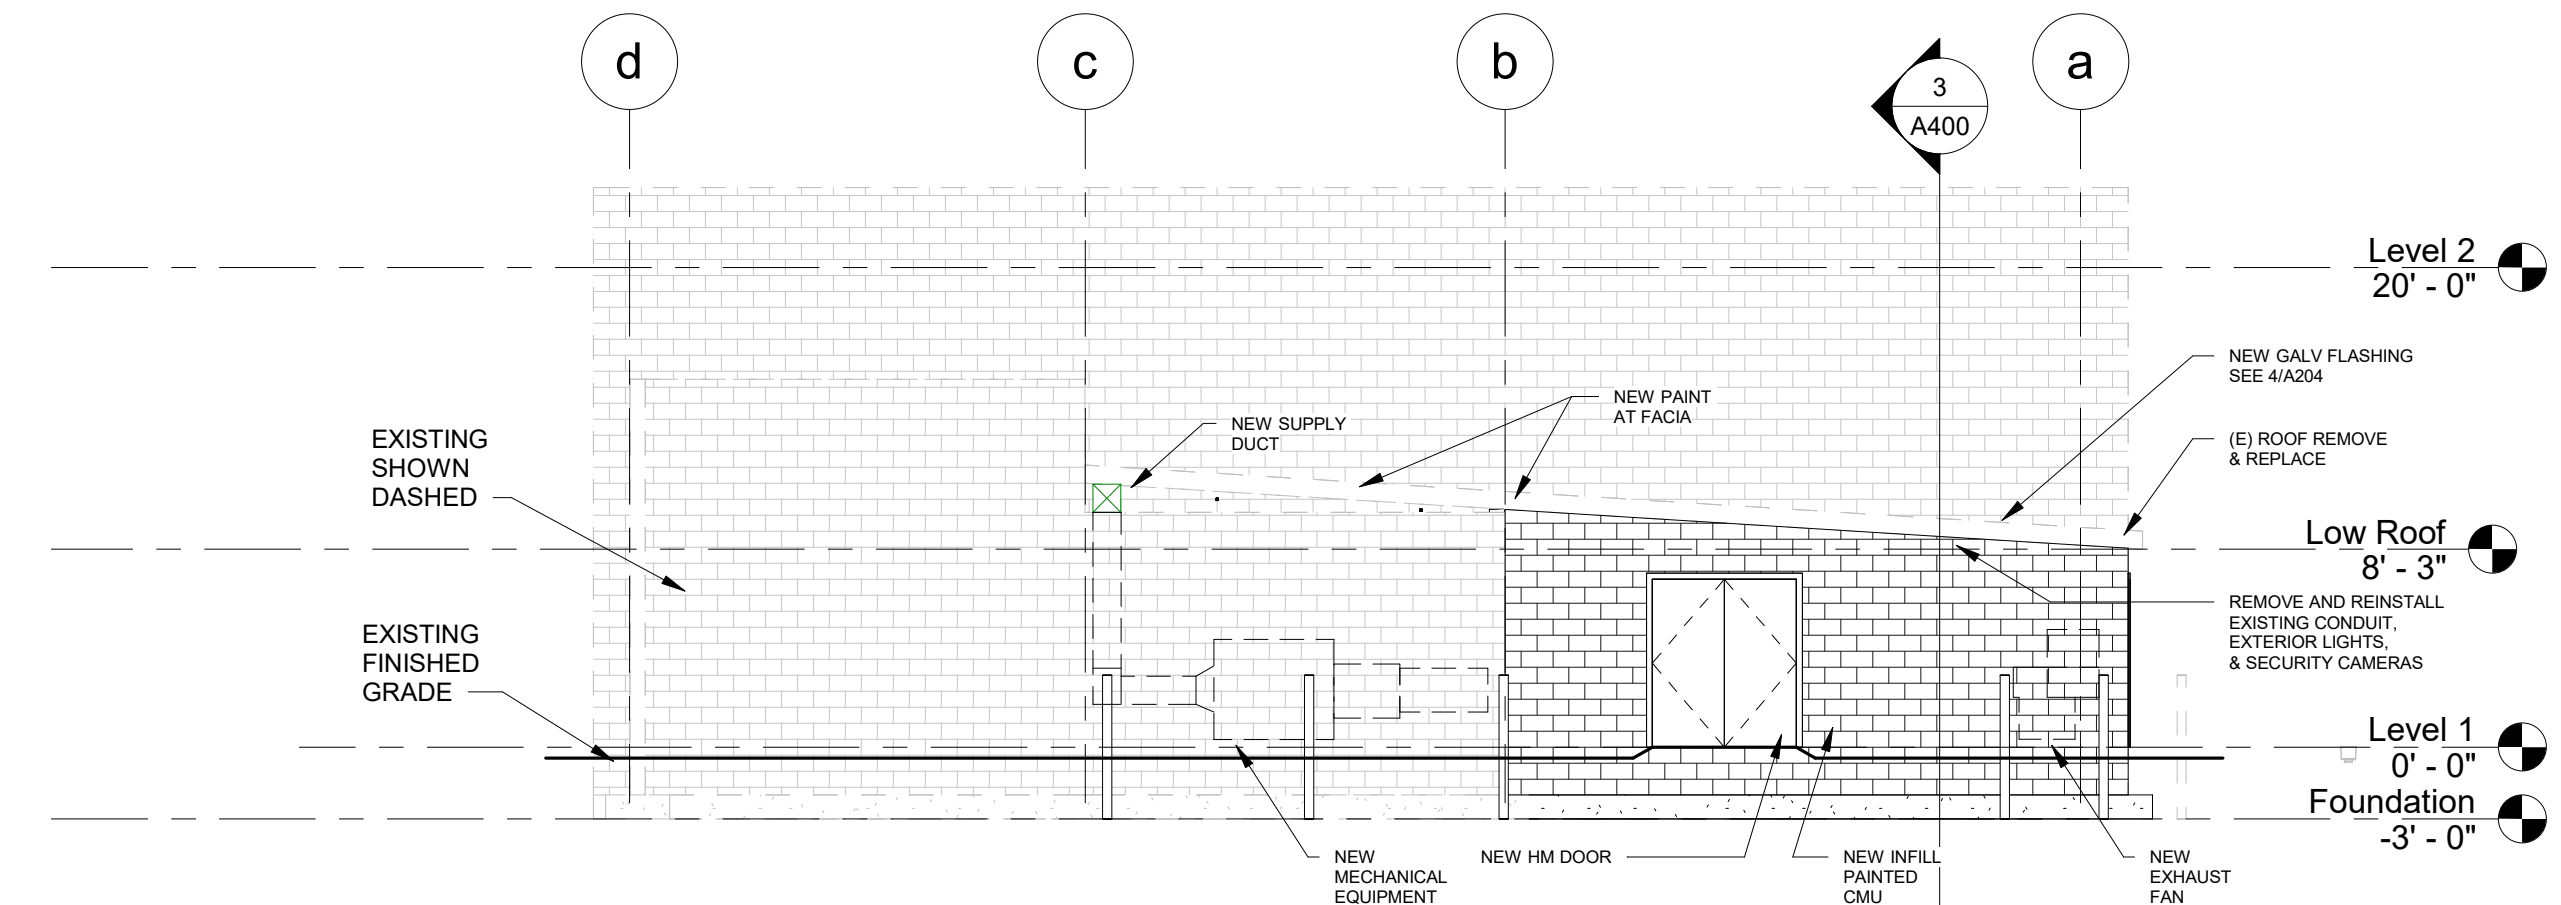 d
c
b
a
3
A400
Level 2
20' - 0"
NEW GALV FLASHING
SEE 4/A204
NEW PAINT
AT FACIA
NEW SUPPLY
DUCT
(E) ROOF REMOVE
& REPLACE
EXISTING
SHOWN
DASHED
Low Roof
8' - 3"
REMOVE AND REINSTALL
EXISTING CONDUIT,
EXTERIOR LIGHTS,
& SECURITY CAMERAS
EXISTING
FINISHED
GRADE
Level 1
0' - 0"
Foundation
-3' - 0"
NEW
MECHANICAL
EQUIPMENT
NEW HM DOOR
NEW INFILL
PAINTED
CMU
NEW
EXHAUST
FAN